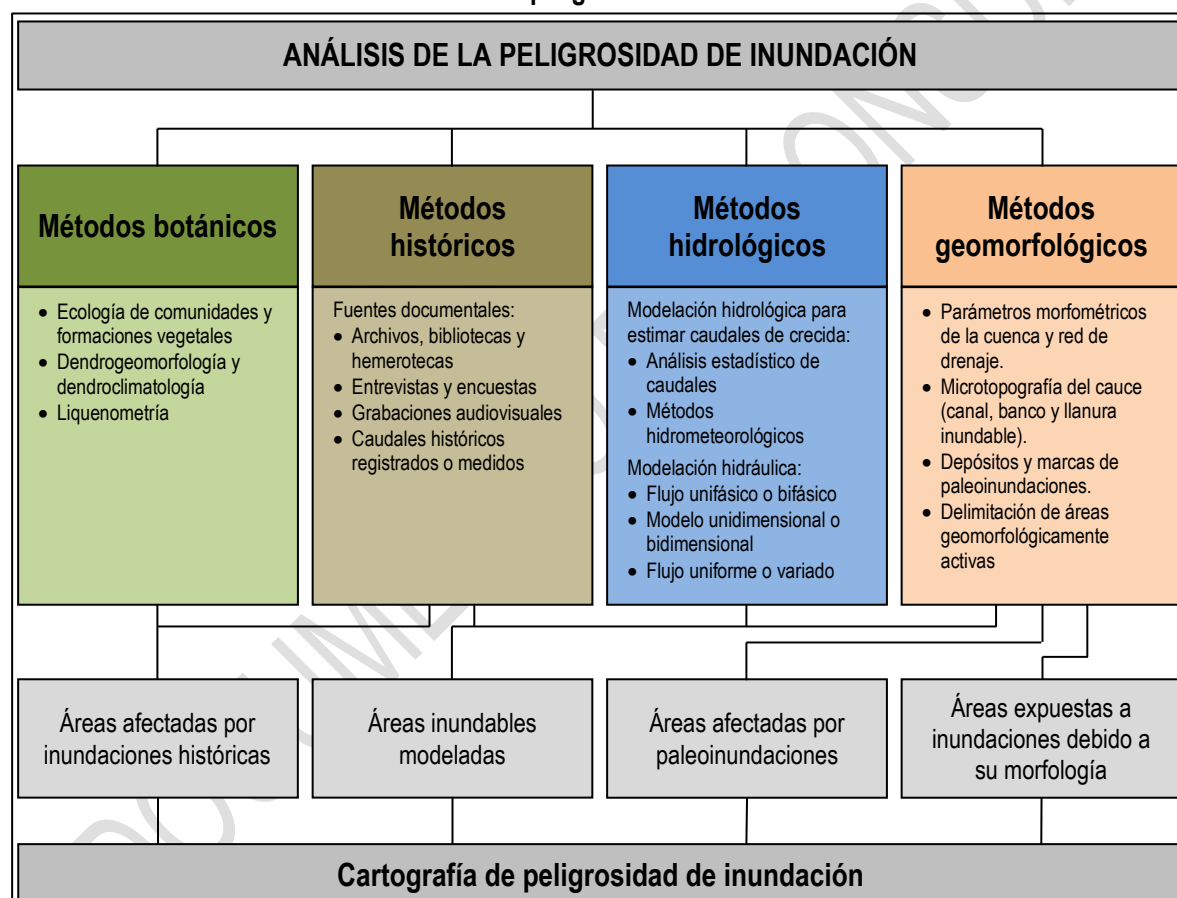 ANÁLISIS DE LA PELIGROSIDAD DE INUNDACIÓN
Métodos botánicos
• Ecología de comunidades y
formaciones vegetales
• Dendrogeomorfología y
dendroclimatología
• Liquenometría
Métodos
históricos
Fuentes documentales:
• Archivos, bibliotecas y
hemerotecas
• Entrevistas y encuestas
• Grabaciones audiovisuales
• Caudales históricos
registrados o medidos
Métodos
hidrológicos
Modelación hidrológica para
estimar caudales de crecida:
• Análisis estadístico de
caudales
• Métodos
hidrometeorológicos
Modelación hidráulica:
• Flujo unifásico o bifásico
• Modelo unidimensional o
bidimensional
• Flujo uniforme o variado
Métodos
geomorfológicos
• Parámetros morfométricos
de la cuenca y red de
drenaje.
• Microtopografía del cauce
(canal, banco y llanura
inundable).
• Depósitos y marcas de
paleoinundaciones.
• Delimitación de áreas
geomorfológicamente
activas
Áreas afectadas por
inundaciones históricas
Áreas inundables
modeladas
Áreas afectadas por
paleoinundaciones
Áreas expuestas a
inundaciones debido a
su morfología
Cartografía de peligrosidad de inundación